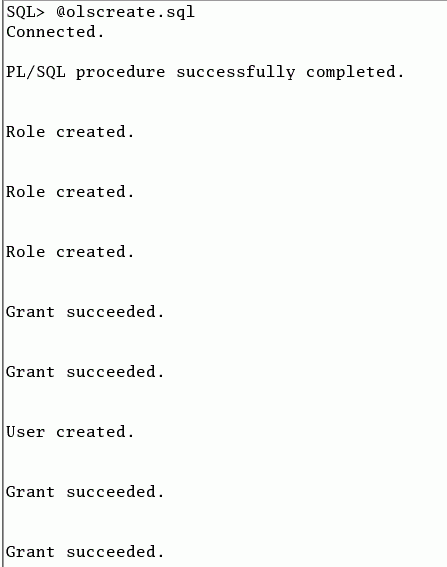 SQL> @olscreate.sql
Connected.
PL/SQL procedure successfully completed.
Role created.
Role created.
Role created.
Grant succeeded.
Grant succeeded.
User created.
Grant succeeded.
Grant succeeded.